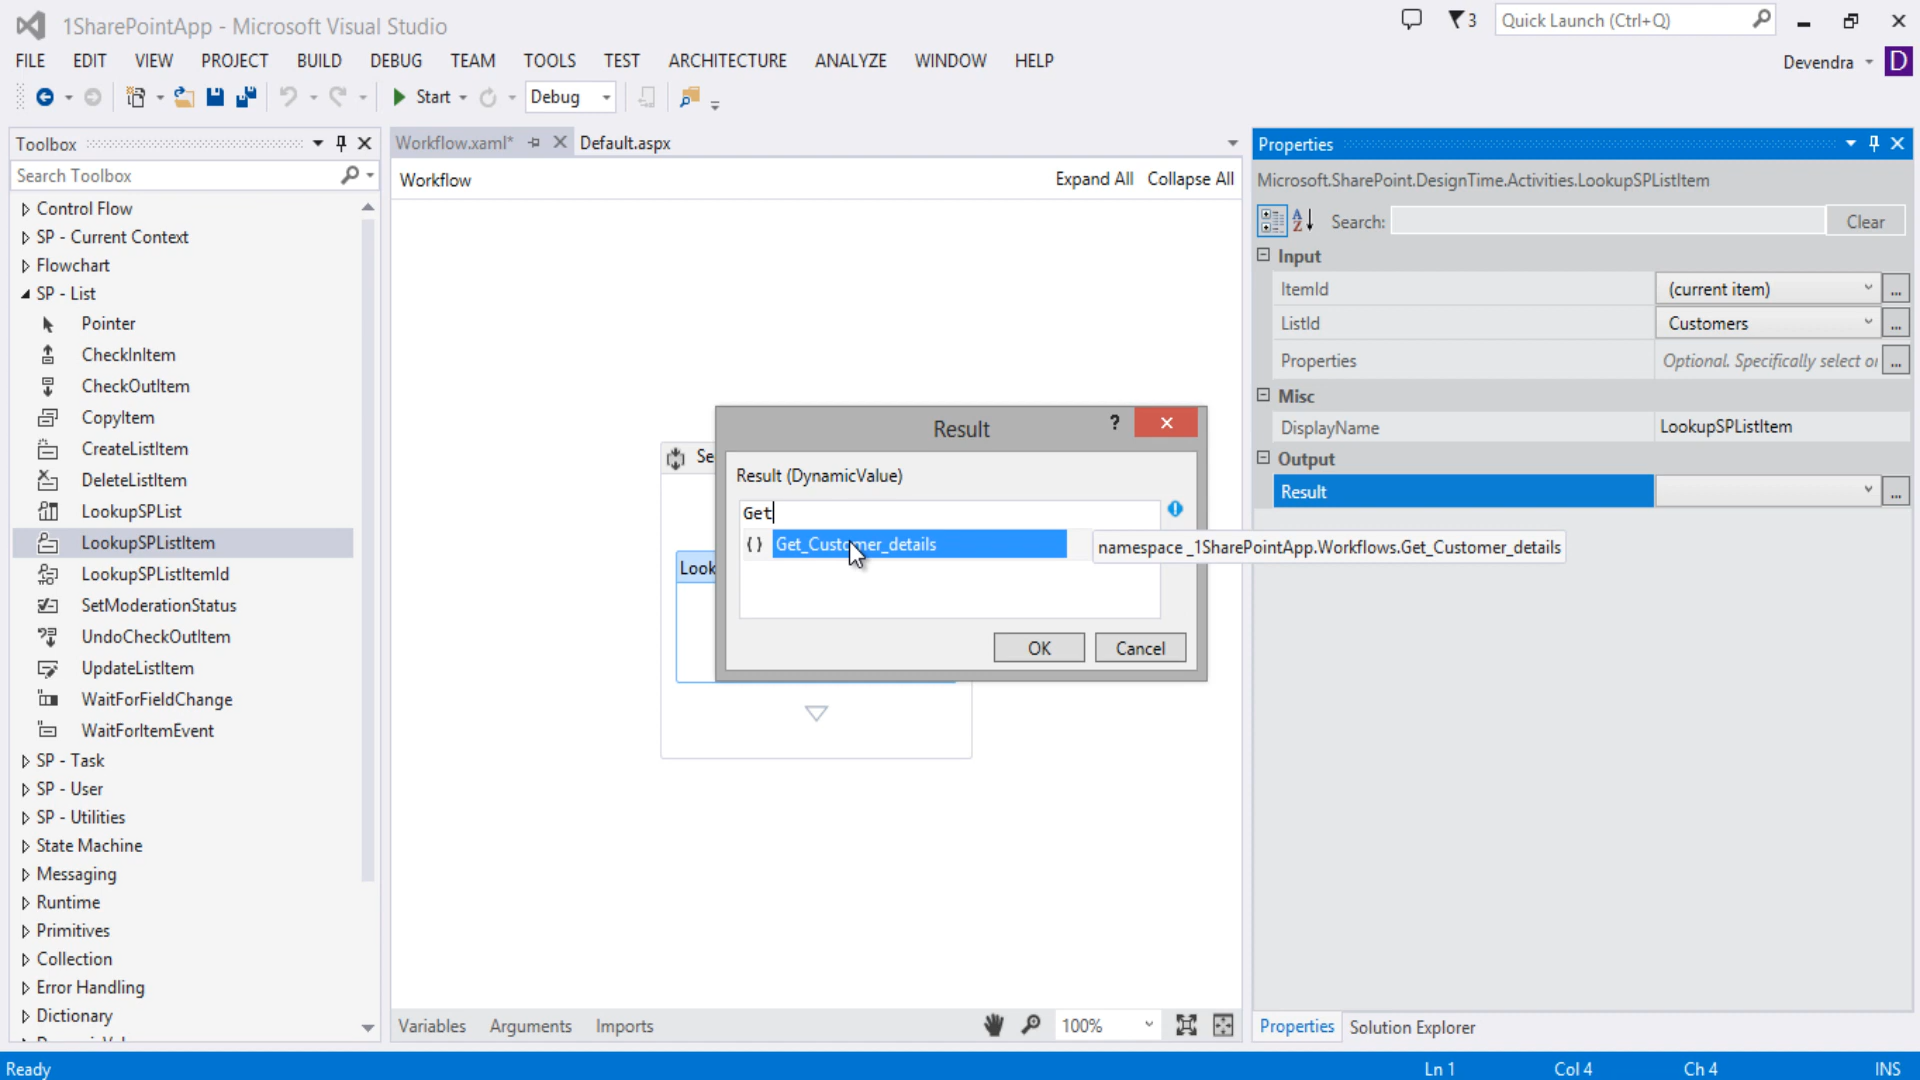 1SharePointApp - Microsoft Visual Studio
3
Quick Launch (Ctrl+Q)
FILE EDIT VIEW PROJECT BUILD DEBUG TEAM TOOLS TEST ARCHITECTURE ANALYZE WINDOW HELP
Devendra D
Start
Debug
Toolbox
Search Toolbox
Control Flow
SP - Current Context
Flowchart
SP - List
Pointer
CheckInItem
CheckOutItem
CopyItem
CreateListItem
DeleteListItem
LookupSPList
LookupSPListItem
LookupSPListItemId
SetModerationStatus
UndoCheckOutItem
UpdateListItem
WaitForFieldChange
WaitForItemEvent
SP - Task
SP - User
SP - Utilities
State Machine
Messaging
Runtime
Primitives
Collection
Error Handling
Dictionary
Workflow.xaml*
Default.aspx
Workflow
Expand All
Collapse All
Se
Look
Result
?
Result (DynamicValue)
Get
{ } Get_Customer_details
namespace _1SharePointApp.Workflows.Get_Customer_details
OK
Cancel
Variables
Arguments
Imports
100%
Properties
Microsoft.SharePoint.DesignTime.Activities.LookupSPListItem
Search:
Clear
Input
ItemId
(current item)
...
ListId
Customers
...
Properties
Optional. Specifically select or
...
Misc
DisplayName
LookupSPListItem
Output
Result
...
Properties
Solution Explorer
Ready
Ln 1
Col 4
Ch 4
INS